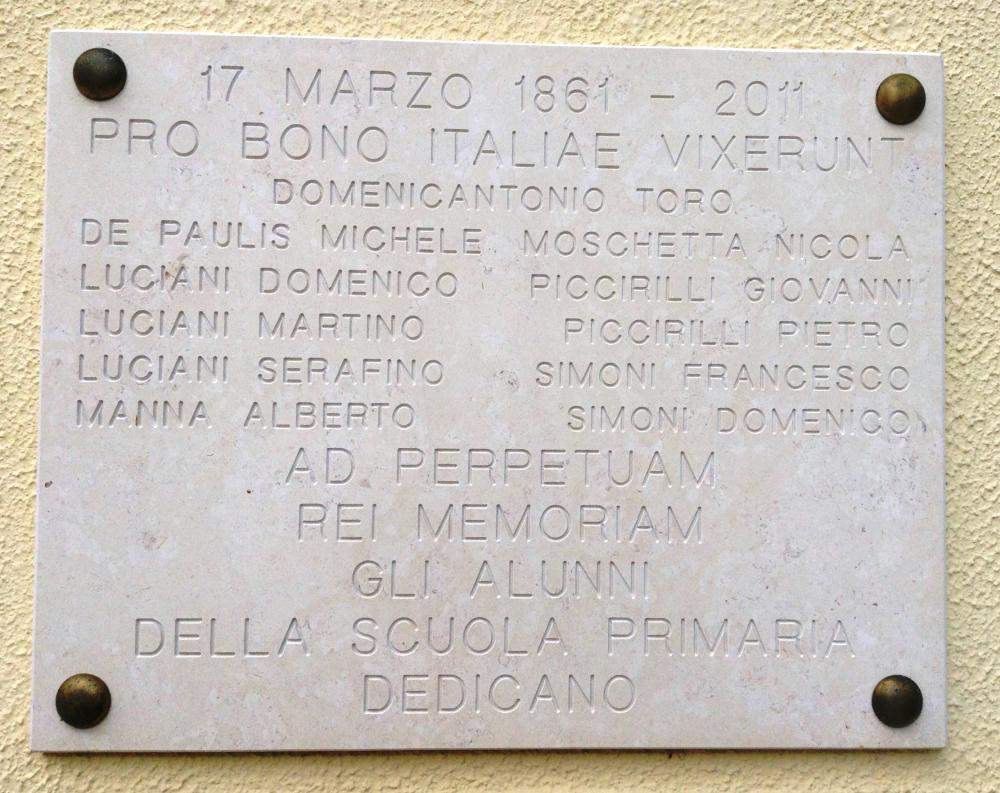 17 MARZO 1861 - 2011
PRO BONO ITALIAE VIXERUNT
DOMENICANTONIO TORO
DE PAULIS MICHELE MOSCHETTA NICOLA
LUCIANI DOMENICO PICCIRILLI GIOVANNI
LUCIANI MARTINO PICCIRILLI PIETRO
LUCIANI SERAFINO SIMONI FRANCESCO
MANNA ALBERTO SIMONI DOMENICO
AD PERPETUAM
REI MEMORIAM
GLI ALUNNI
DELLA SCUOLA PRIMARIA
DEDICANO